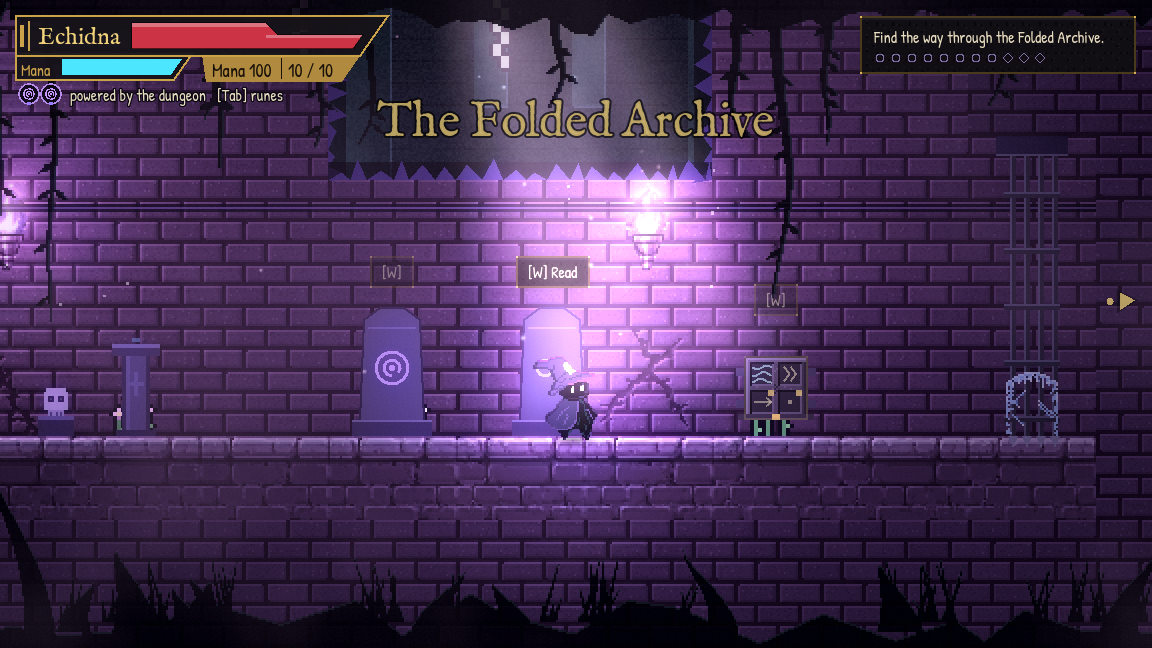 Echidna
Mana
Mana 100
10 / 10
powered by the dungeon [Tab] runes
Find the way through the Folded Archive.
The Folded Archive
[W]
[W] Read
[W]